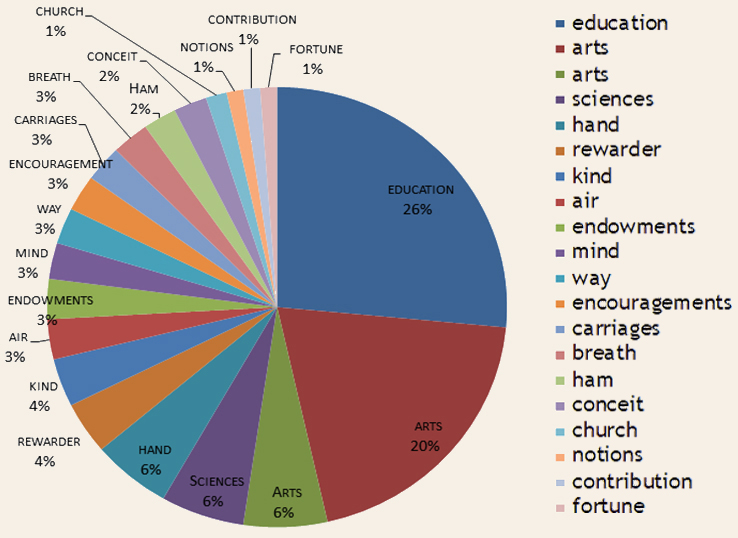 CHURCH
1%
CONTRIBUTION
1%
NOTIONS
1%
FORTUNE
1%
CONCEIT
2%
HAM
2%
BREATH
3%
CARRIAGES
3%
ENCOURAGEMENT
3%
WAY
3%
MIND
3%
ENDOWMENTS
3%
AIR
3%
KIND
4%
REWARDER
4%
HAND
6%
SCIENCES
6%
ARTS
6%
ARTS
20%
EDUCATION
26%
education
arts
arts
sciences
hand
rewarder
kind
air
endowments
mind
way
encouragements
carriages
breath
ham
conceit
church
notions
contribution
fortune